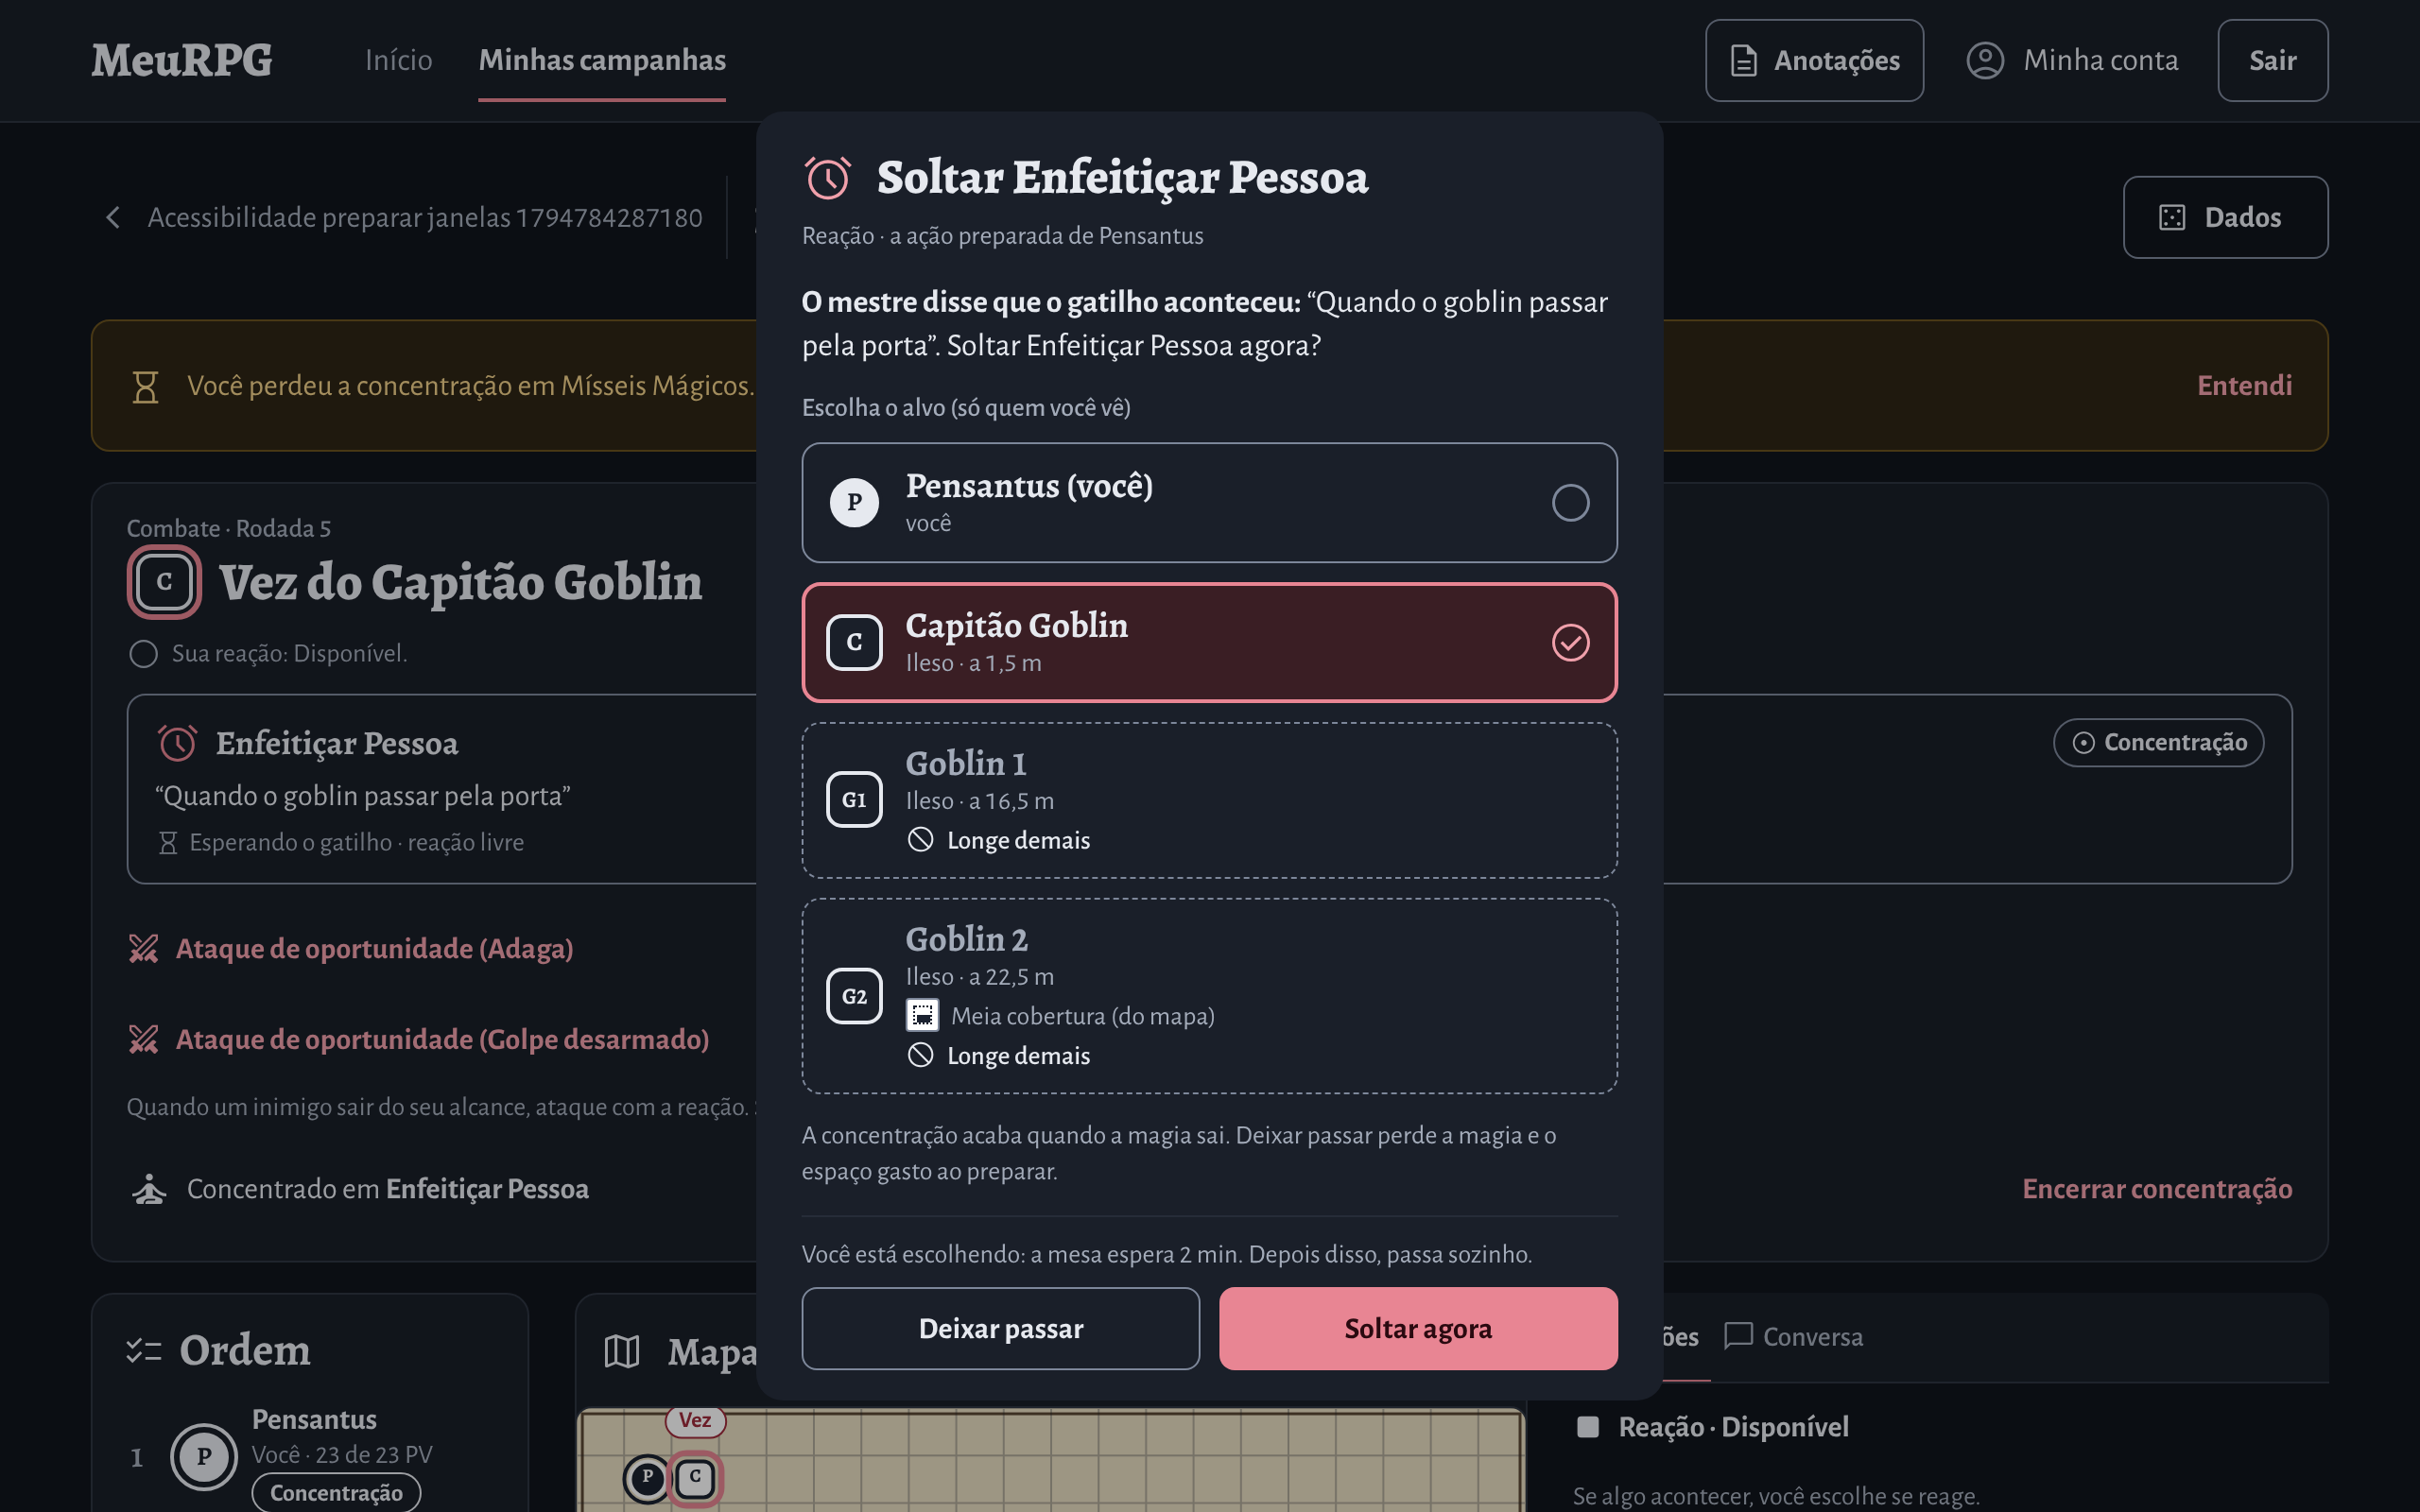 MeuRPG
Início
Minhas campanhas
Anotações
Minha conta
Sair
Acessibilidade preparar janelas 1794784287180
Dados
Você perdeu a concentração em Mísseis Mágicos.
Entendi
Combate · Rodada 5
C
Vez do Capitão Goblin
Sua reação: Disponível.
Enfeitiçar Pessoa
Concentração
“Quando o goblin passar pela porta”
Esperando o gatilho · reação livre
Ataque de oportunidade (Adaga)
Ataque de oportunidade (Golpe desarmado)
Quando um inimigo sair do seu alcance, ataque com a reação.
Concentrado em Enfeitiçar Pessoa
Encerrar concentração
Soltar Enfeitiçar Pessoa
Reação · a ação preparada de Pensantus
O mestre disse que o gatilho aconteceu: “Quando o goblin passar
pela porta”. Soltar Enfeitiçar Pessoa agora?
Escolha o alvo (só quem você vê)
P
Pensantus (você)
você
C
Capitão Goblin
Ileso · a 1,5 m
G1
Goblin 1
Ileso · a 16,5 m
Longe demais
G2
Goblin 2
Ileso · a 22,5 m
Meia cobertura (do mapa)
Longe demais
A concentração acaba quando a magia sai. Deixar passar perde a magia e o
espaço gasto ao preparar.
Você está escolhendo: a mesa espera 2 min. Depois disso, passa sozinho.
Deixar passar
Soltar agora
Ordem
1
P
Pensantus
Você · 23 de 23 PV
Concentração
Mapa
Vez
P
C
ões
Conversa
Reação · Disponível
Se algo acontecer, você escolhe se reage.